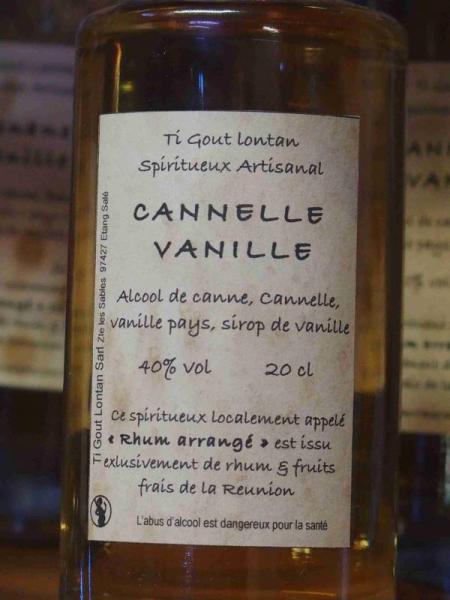 Ti Gout lontan
Spiritueux Artisanal
CANNELLE
VANILLE
Alcool de canne, Cannelle,
vanille pays, sirop de vanille
40% vol 20 cl
Ce spiritueux localement appelé
« Rhum arrangé » est issu
exlusivement de rhum & fruits
frais de la Reunion
L'abus d'alcool est dangereux pour la santé
Ti Gout Lontan Sarl Zte les Sables 97427 Etang Salé